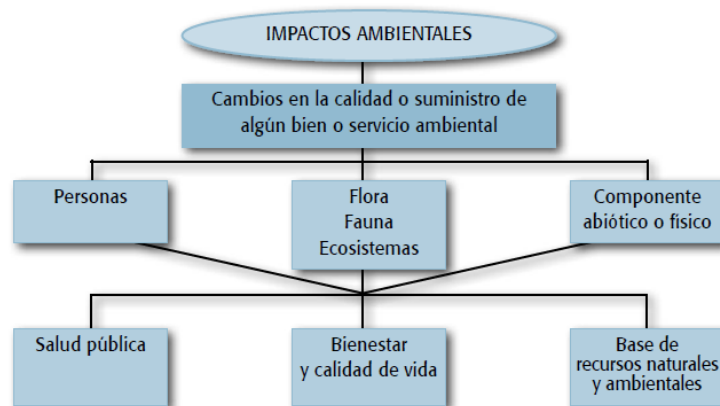 IMPACTOS AMBIENTALES
Cambios en la calidad o suministro de
algún bien o servicio ambiental
Personas
Flora
Fauna
Ecosistemas
Componente
abiótico o físico
Salud pública
Bienestar
y calidad de vida
Base de
recursos naturales
y ambientales